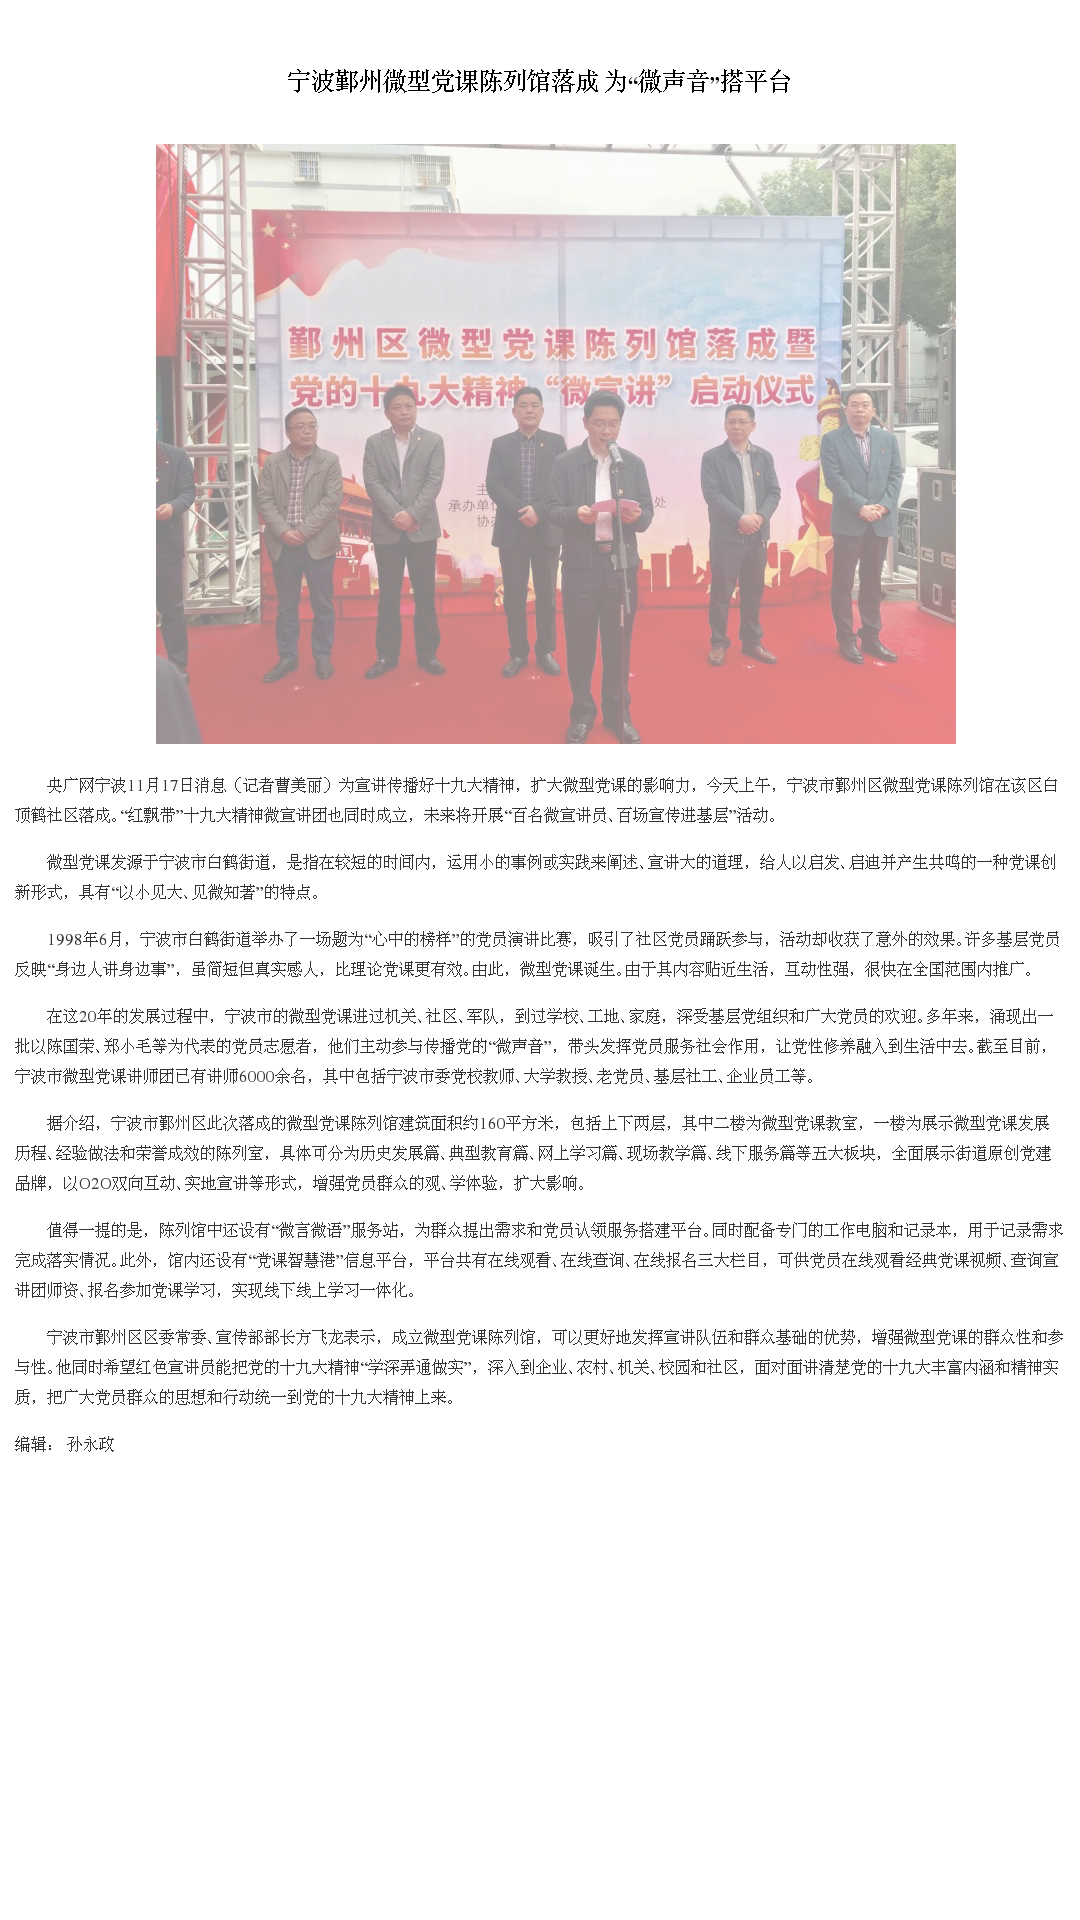 宁波鄞州微型党课陈列馆落成 为“微声音”搭平台
鄞州区微型党课陈列馆落成暨
党的十九大精神“微宣讲”启动仪式
主
承办单位
处
协办
央广网宁波11月17日消息（记者曹美丽）为宣讲传播好十九大精神，扩大微型党课的影响力，今天上午，宁波市鄞州区微型党课陈列馆在该区白
顶鹤社区落成。“红飘带”十九大精神微宣讲团也同时成立，未来将开展“百名微宣讲员、百场宣传进基层”活动。
微型党课发源于宁波市白鹤街道，是指在较短的时间内，运用小的事例或实践来阐述、宣讲大的道理，给人以启发、启迪并产生共鸣的一种党课创
新形式，具有“以小见大、见微知著”的特点。
1998年6月，宁波市白鹤街道举办了一场题为“心中的榜样”的党员演讲比赛，吸引了社区党员踊跃参与，活动却收获了意外的效果。许多基层党员
反映“身边人讲身边事”，虽简短但真实感人，比理论党课更有效。由此，微型党课诞生。由于其内容贴近生活，互动性强，很快在全国范围内推广。
在这20年的发展过程中，宁波市的微型党课进过机关、社区、军队，到过学校、工地、家庭，深受基层党组织和广大党员的欢迎。多年来，涌现出一
批以陈国荣、郑小毛等为代表的党员志愿者，他们主动参与传播党的“微声音”，带头发挥党员服务社会作用，让党性修养融入到生活中去。截至目前，
宁波市微型党课讲师团已有讲师6000余名，其中包括宁波市委党校教师、大学教授、老党员、基层社工、企业员工等。
据介绍，宁波市鄞州区此次落成的微型党课陈列馆建筑面积约160平方米，包括上下两层，其中二楼为微型党课教室，一楼为展示微型党课发展
历程、经验做法和荣誉成效的陈列室，具体可分为历史发展篇、典型教育篇、网上学习篇、现场教学篇、线下服务篇等五大板块，全面展示街道原创党建
品牌，以O2O双向互动、实地宣讲等形式，增强党员群众的观、学体验，扩大影响。
值得一提的是，陈列馆中还设有“微言微语”服务站，为群众提出需求和党员认领服务搭建平台。同时配备专门的工作电脑和记录本，用于记录需求
完成落实情况。此外，馆内还设有“党课智慧港”信息平台，平台共有在线观看、在线查询、在线报名三大栏目，可供党员在线观看经典党课视频、查询宣
讲团师资、报名参加党课学习，实现线下线上学习一体化。
宁波市鄞州区区委常委、宣传部部长方飞龙表示，成立微型党课陈列馆，可以更好地发挥宣讲队伍和群众基础的优势，增强微型党课的群众性和参
与性。他同时希望红色宣讲员能把党的十九大精神“学深弄通做实”，深入到企业、农村、机关、校园和社区，面对面讲清楚党的十九大丰富内涵和精神实
质，把广大党员群众的思想和行动统一到党的十九大精神上来。
编辑： 孙永政